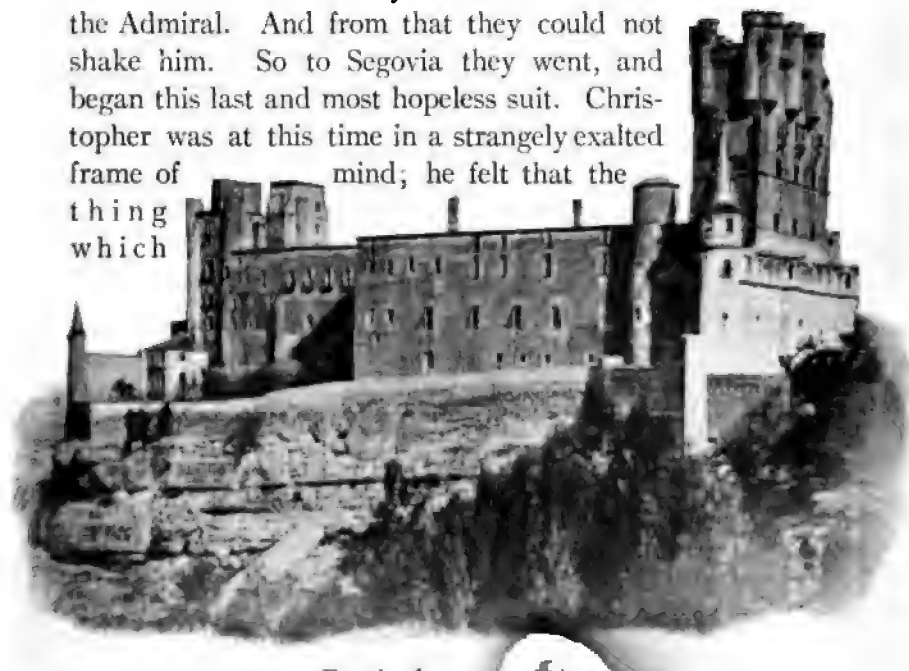 the Admiral. And from that they could not
shake him. So to Segovia they went, and
began this last and most hopeless suit. Chris-
topher was at this time in a strangely exalted
frame of mind; he felt that the
thing
which